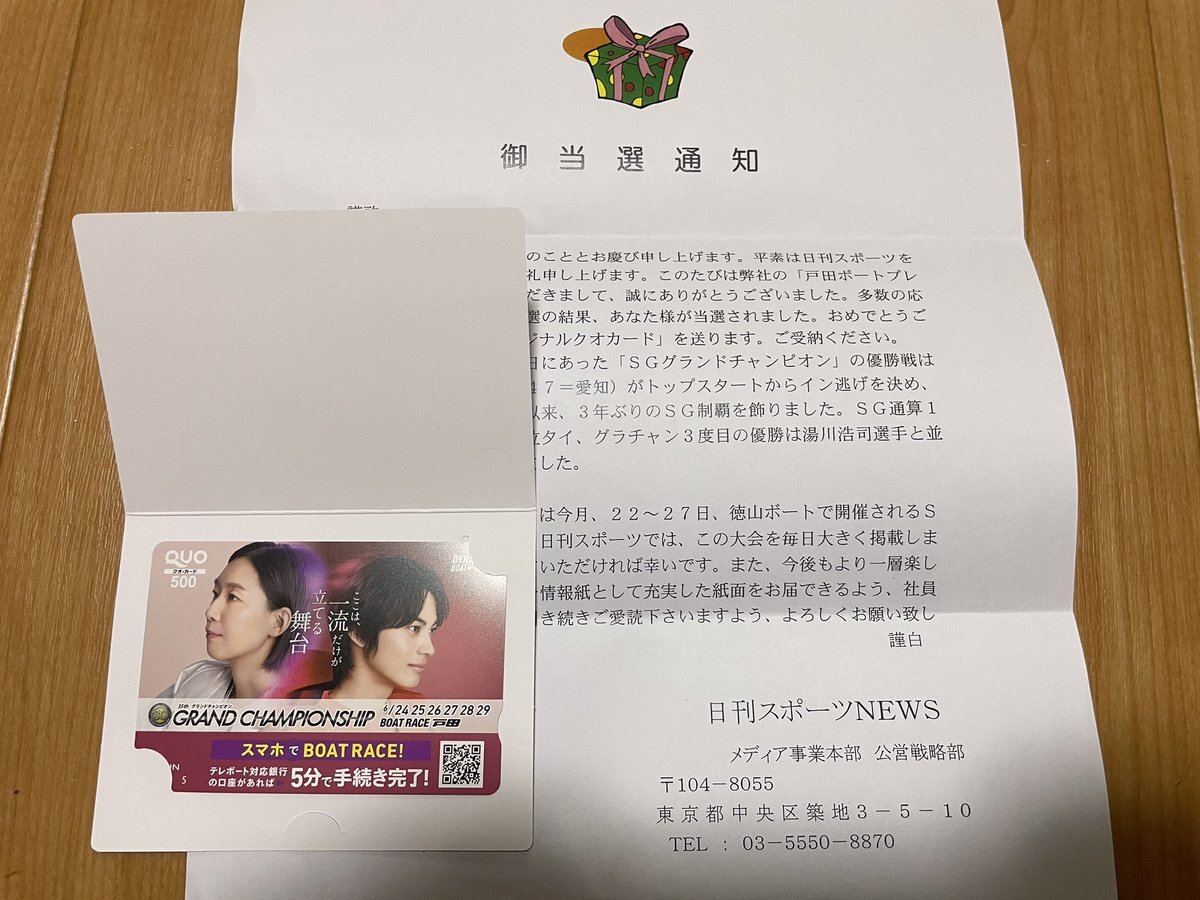 御当選通知
のこととお慶び申し上げます。平素は日刊スポーツを
礼申し上げます。このたびは弊社の「戸田ボートプレ
だきまして、誠にありがとうございました。多数の応
選の結果、あなた様が当選されました。おめでとうご
ジナルクオカード」を送ります。ご受納ください。
日にあった「ＳＧグランドチャンピオン」の優勝戦は
４７＝愛知）がトップスタートからイン逃げを決め、
以来、３年ぶりのＳＧ制覇を飾りました。ＳＧ通算１
立タイ、グラチャン３度目の優勝は湯川浩司選手と並
した。
は今月、２２～２７日、徳山ボートで開催されるＳ
日刊スポーツでは、この大会を毎日大きく掲載しま
いただければ幸いです。また、今後もより一層楽し
情報紙として充実した紙面をお届できるよう、社員
き続きご愛読下さいますよう、よろしくお願い致し
謹白
日刊スポーツNEWS
メディア事業本部 公営戦略部
〒104-8055
東京都中央区築地３－５－１０
TEL : 03-5550-8870
QUO
クオ・カード
500
ここは、
一流だけが
立てる
舞台
35th グランドチャンピオン
GRAND CHAMPIONSHIP
6/24 25 26 27 28 29
BOAT RACE 戸田
スマホでBOAT RACE!
テレボート対応銀行
の口座があれば
5分で手続き完了!